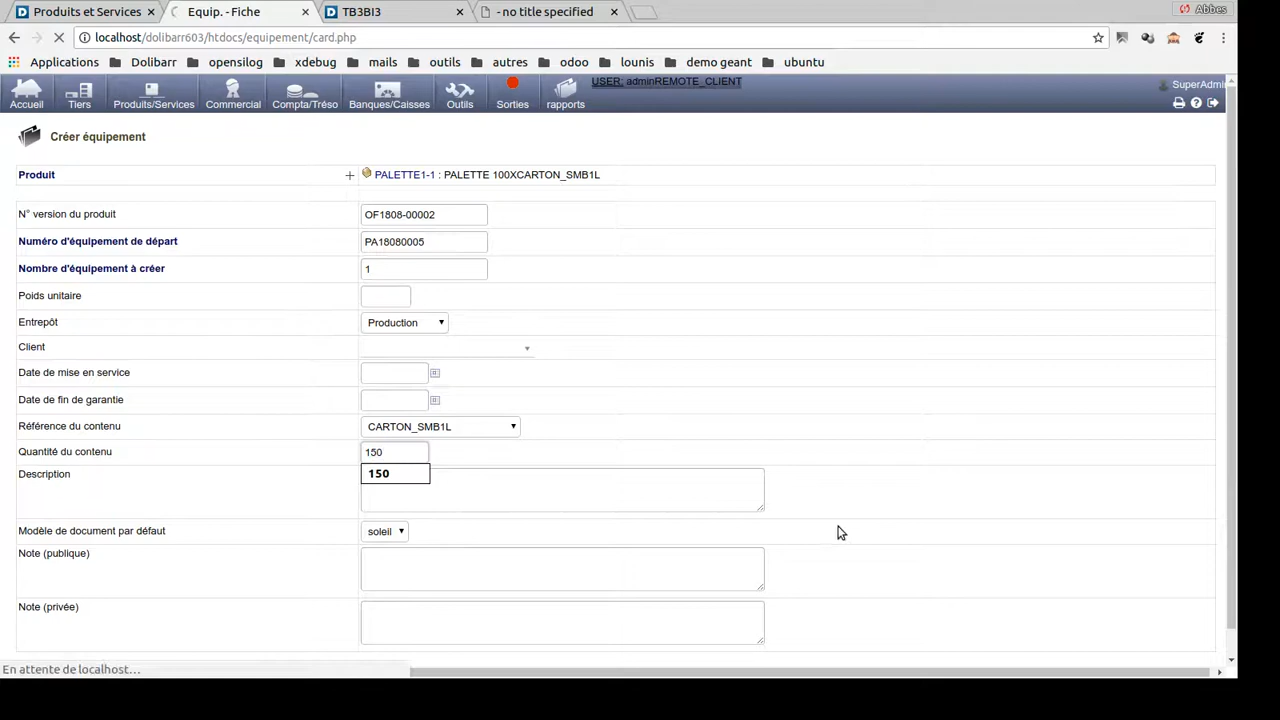 Produits et Services
Equip. - Fiche
TB3BI3
- no title specified
Abbes
localhost/dolibarr603/htdocs/equipement/card.php
Applications
Dolibarr
opensilog
xdebug
mails
outils
autres
odoo
lounis
demo geant
ubuntu
Accueil
Tiers
Produits/Services
Commercial
Compta/Tréso
Banques/Caisses
Outils
Sorties
rapports
USER: adminREMOTE_CLIENT
SuperAdmi
Créer équipement
Produit + PALETTE1-1 : PALETTE 100XCARTON_SMB1L
N° version du produit OF1808-00002
Numéro d'équipement de départ PA18080005
Nombre d'équipement à créer 1
Poids unitaire
Entrepôt Production
Client
Date de mise en service
Date de fin de garantie
Référence du contenu CARTON_SMB1L
Quantité du contenu 150
150
Description
Modèle de document par défaut soleil
Note (publique)
Note (privée)
En attente de localhost…